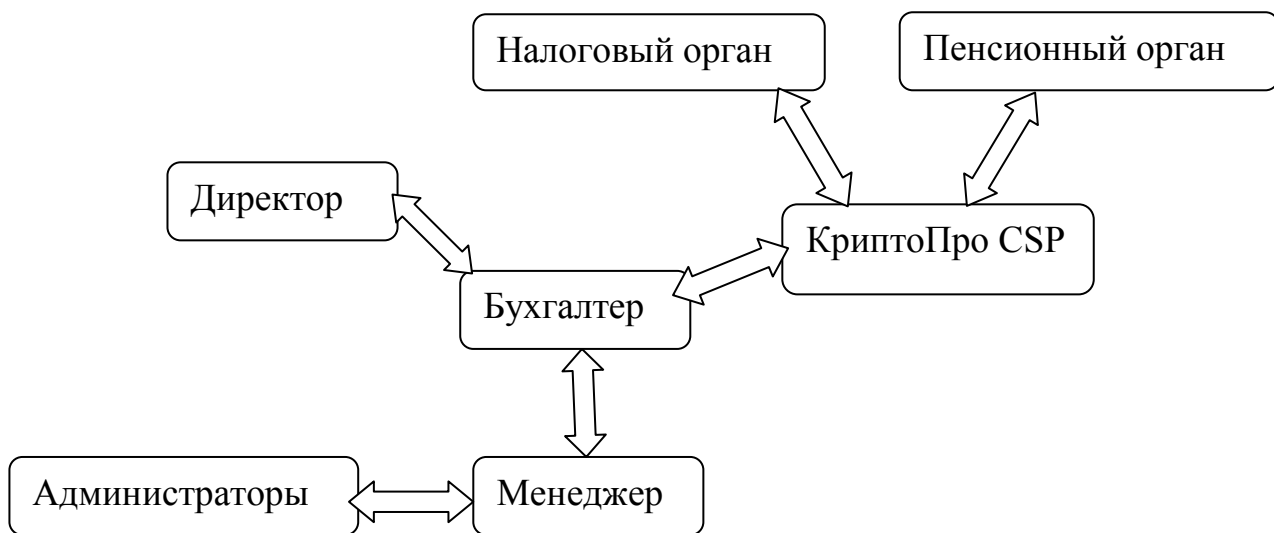 Налоговый орган
Пенсионный орган
Директор
КриптоПро CSP
Бухгалтер
Администраторы
Менеджер